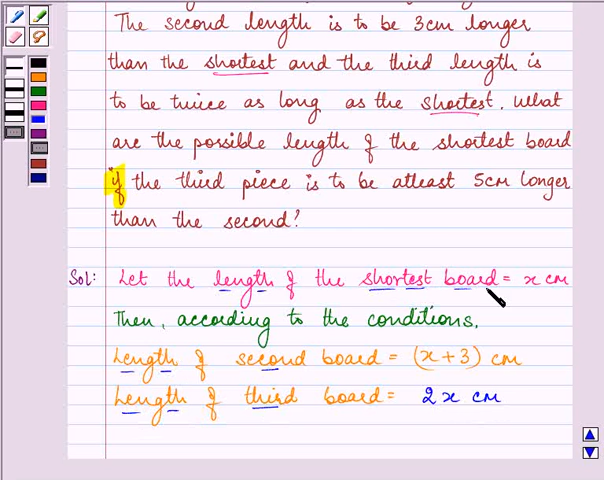 The second length is to be 3cm longer
than the shortest and the third length is
to be twice as long as the shortest. What
are the possible length of the shortest board
if the third piece is to be atleast 5cm longer
than the second?
Sol: Let the length of the shortest board = x cm
Then, according to the conditions.
Length of second board = (x+3) cm
Length of third board = 2x cm